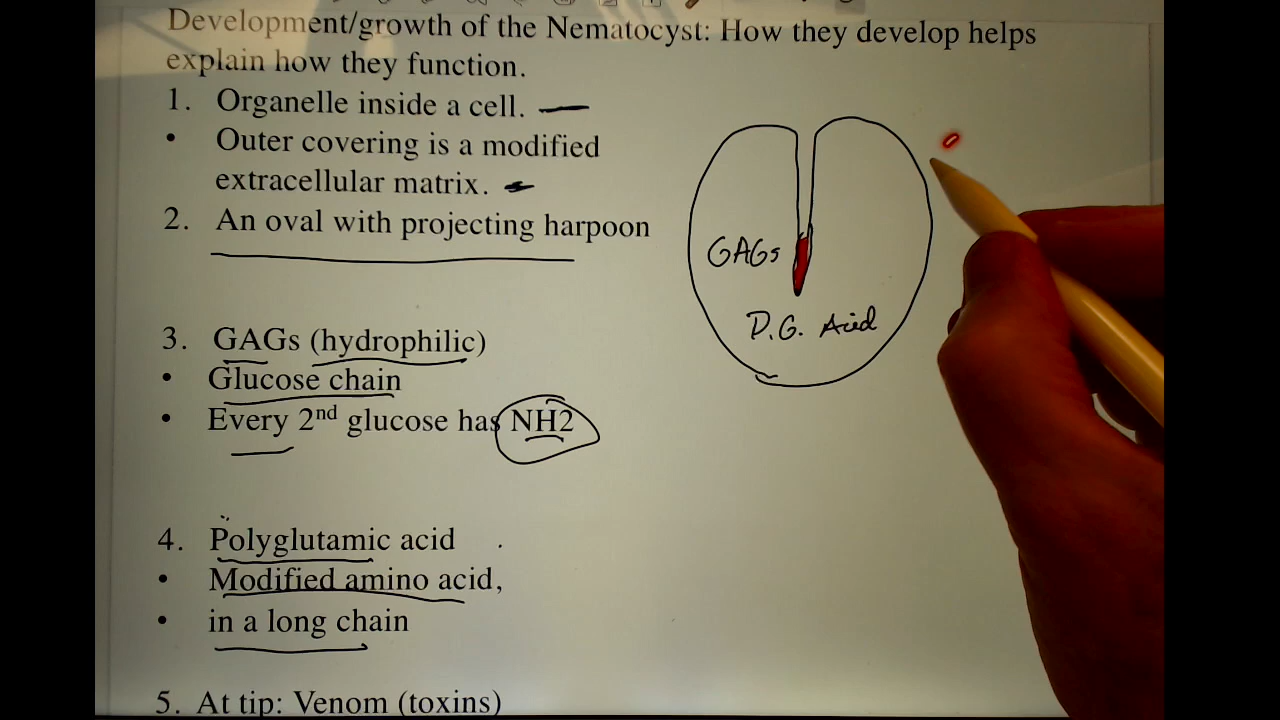 Development/growth of the Nematocyst: How they develop helps
explain how they function.
1. Organelle inside a cell.
• Outer covering is a modified
extracellular matrix.
2. An oval with projecting harpoon
3. GAGs (hydrophilic)
• Glucose chain
• Every 2nd glucose has NH2
4. Polyglutamic acid
• Modified amino acid,
• in a long chain
5. At tip: Venom (toxins)
GAGs
P.G. Acid